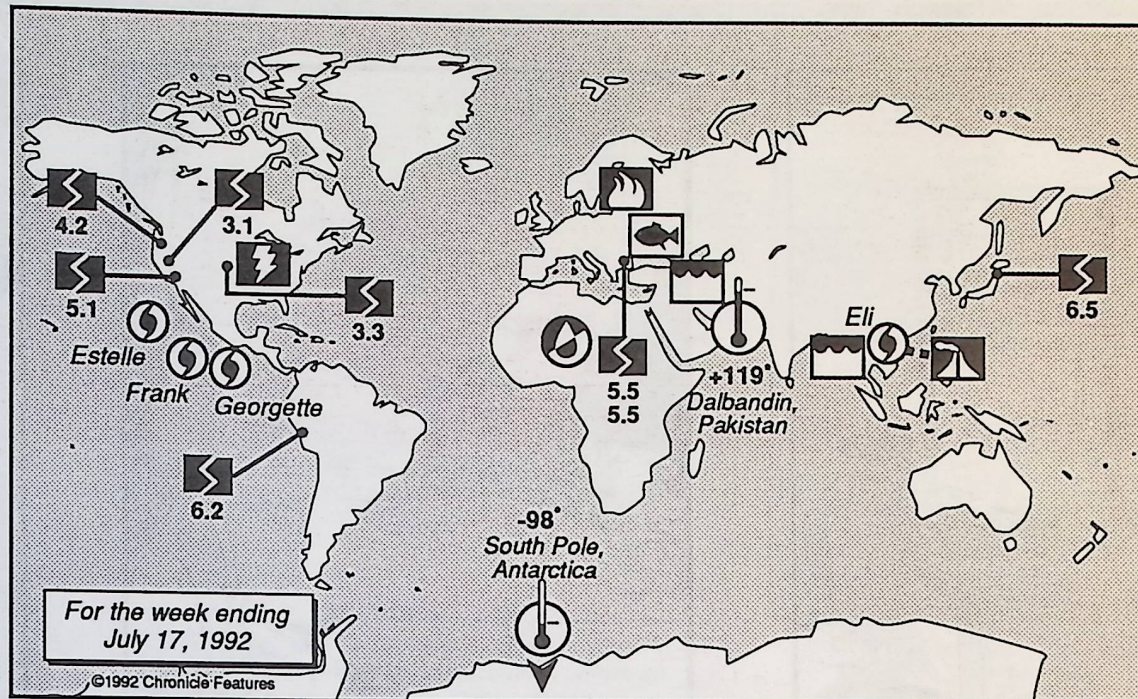 4.2
3.1
5.1
3.3
Estelle
Frank
Georgette
6.2
5.5
5.5
+119°
Dalbandin,
Pakistan
Eli
6.5
-98°
South Pole,
Antarctica
For the week ending
July 17, 1992
©1992 Chronicle Features